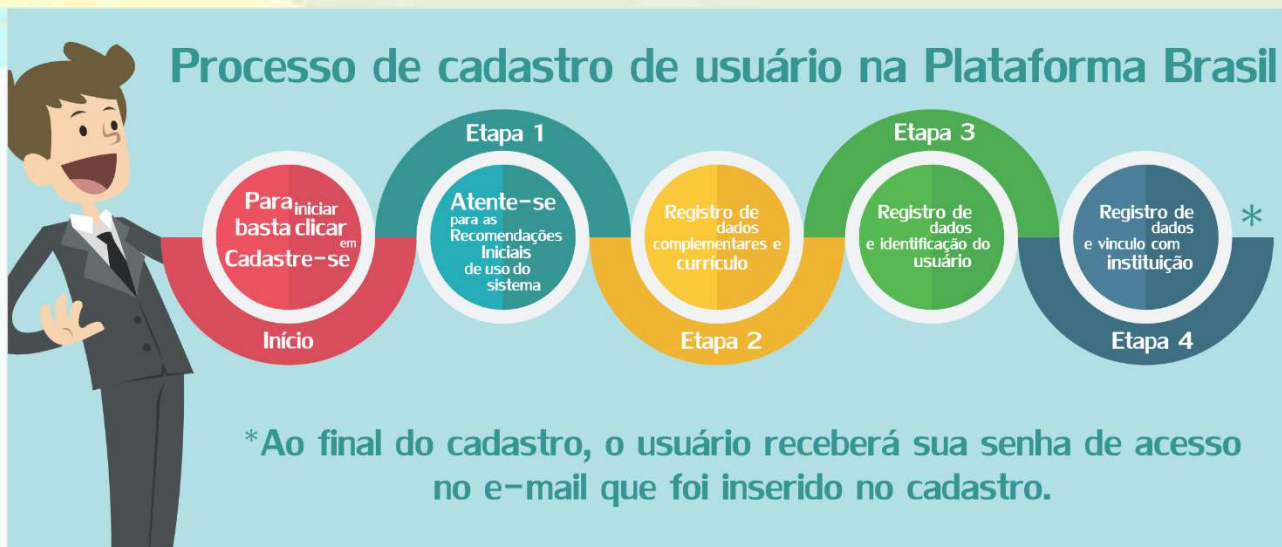 Processo de cadastro de usuário na Plataforma Brasil
Para iniciar
basta clicar
em
Cadastre-se
Início
Etapa 1
Atente-se
para as
Recomendações
Iniciais
de uso do
sistema
Registro de
dados
complementares e
currículo
Etapa 2
Etapa 3
Registro de
dados
e identificação do
usuário
Registro de
dados
e vinculo com
instituição
*
Etapa 4
*Ao final do cadastro, o usuário receberá sua senha de acesso
no e-mail que foi inserido no cadastro.